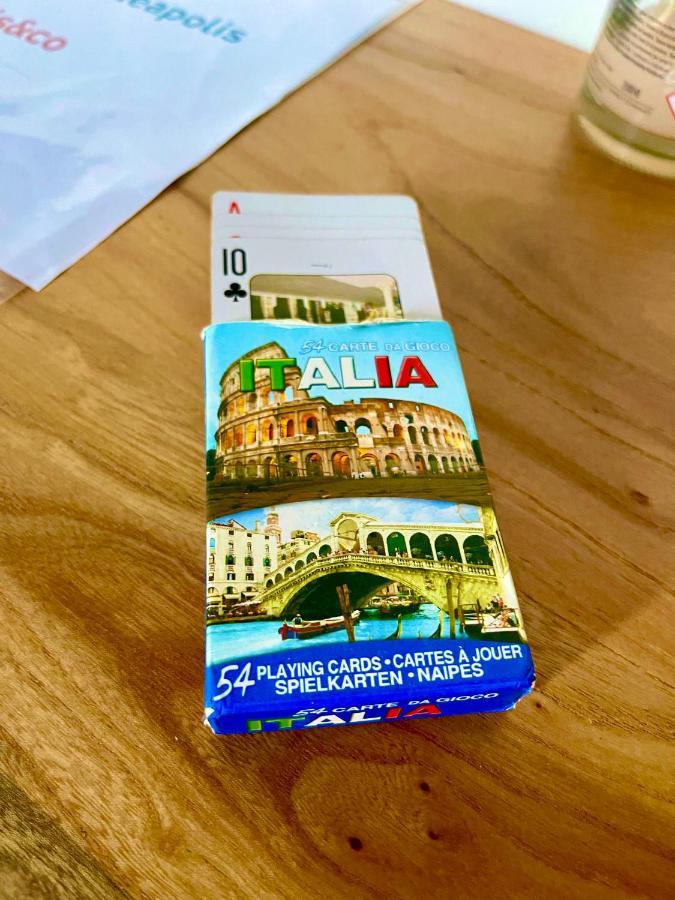 eapolis
s&co
A
10
54 CARTE DA GIOCO
ITALIA
54 PLAYING CARDS • CARTES À JOUER
SPIELKARTEN • NAIPES
54 CARTE DA GIOCO
ITALIA